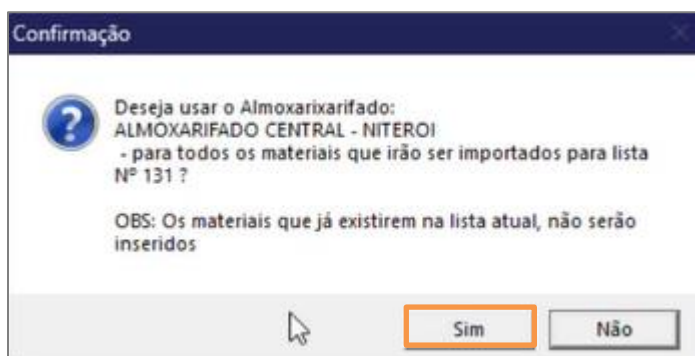 Confirmação
Deseja usar o Almoxarixarifado:
ALMOXARIFADO CENTRAL - NITEROI
- para todos os materiais que irão ser importados para lista
Nº 131 ?
OBS: Os materiais que já existirem na lista atual, não serão
inseridos
Sim Não